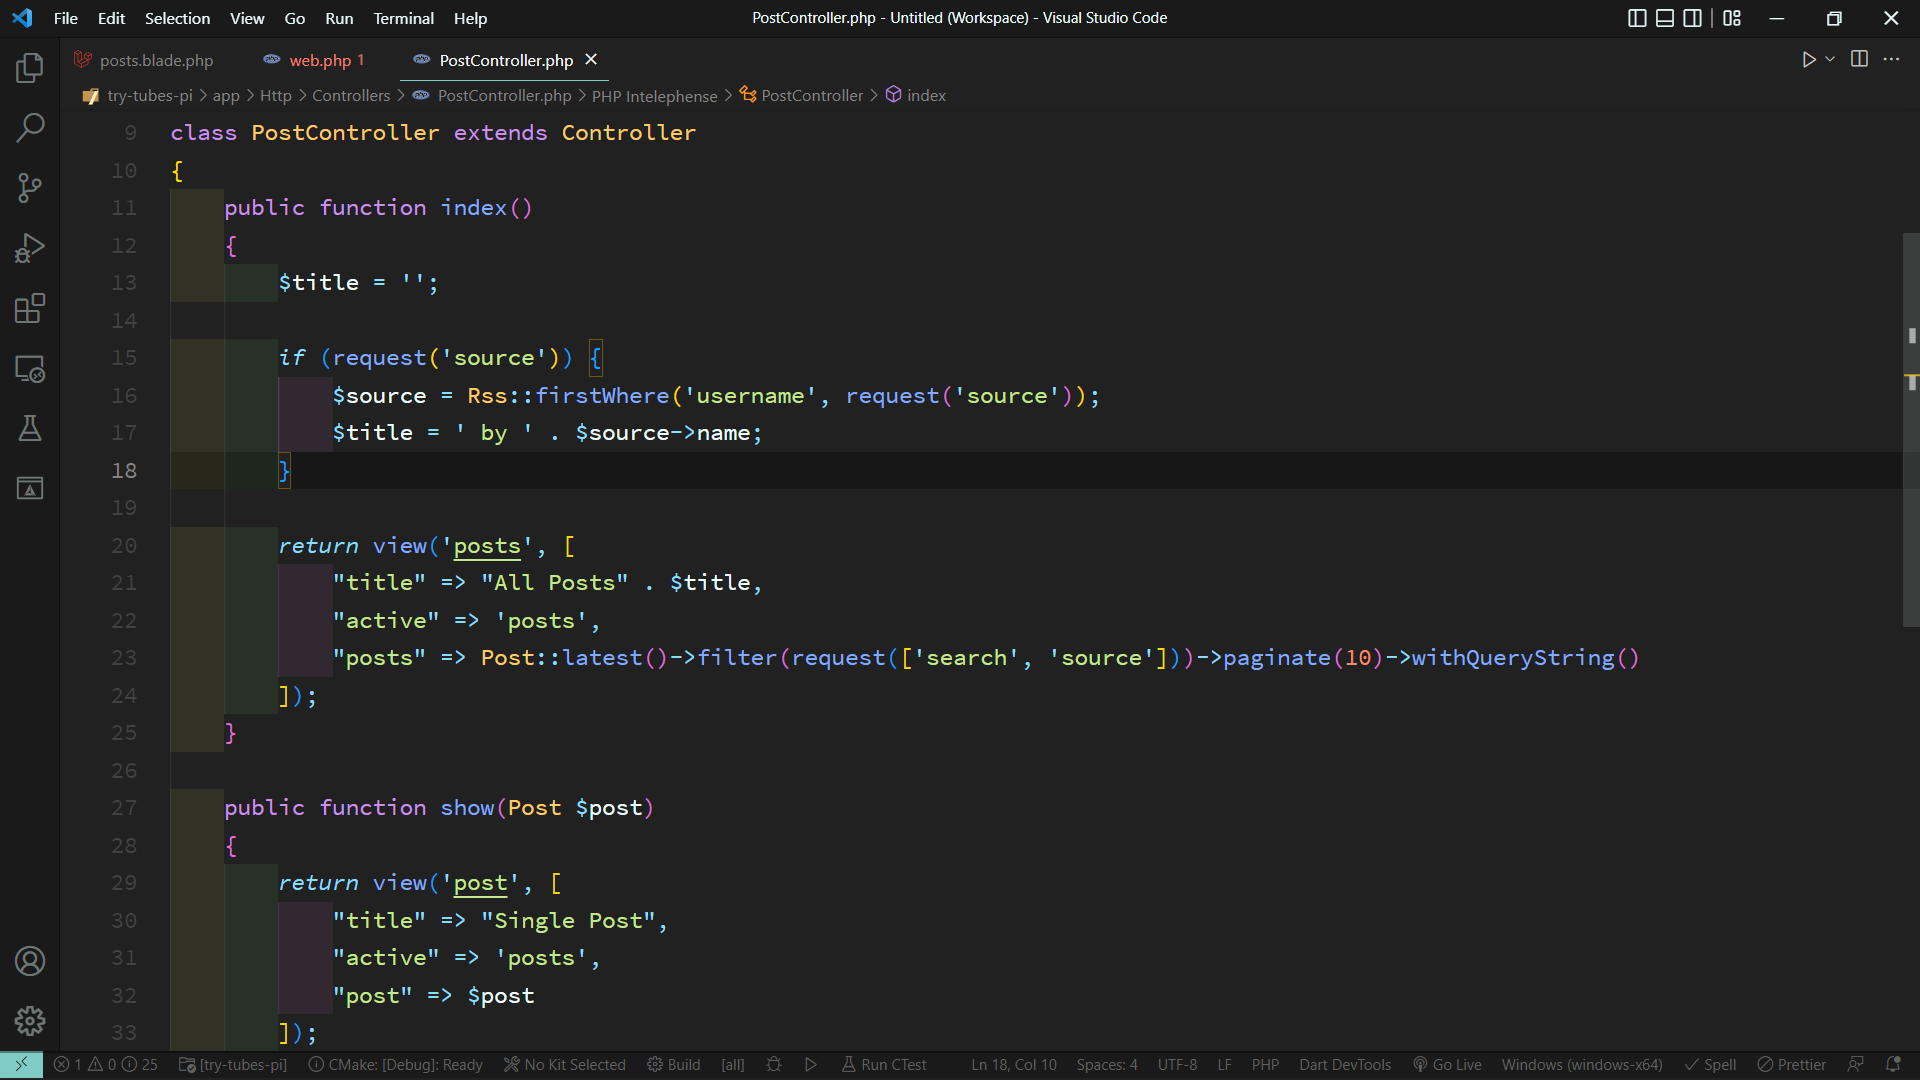 File Edit Selection View Go Run Terminal Help PostController.php - Untitled (Workspace) - Visual Studio Code
posts.blade.php web.php 1 PostController.php
try-tubes-pi > app > Http > Controllers > PostController.php > PHP Intelephense > PostController > index
9 class PostController extends Controller
10 {
11     public function index()
12     {
13         $title = '';
14
15         if (request('source')) {
16             $source = Rss::firstWhere('username', request('source'));
17             $title = ' by ' . $source->name;
18         }
19
20         return view('posts', [
21             "title" => "All Posts" . $title,
22             "active" => 'posts',
23             "posts" => Post::latest()->filter(request(['search', 'source']))->paginate(10)->withQueryString()
24         ]);
25     }
26
27     public function show(Post $post)
28     {
29         return view('post', [
30             "title" => "Single Post",
31             "active" => 'posts',
32             "post" => $post
33         ]);
1 0 25 [try-tubes-pi] CMake: [Debug]: Ready No Kit Selected Build [all] Run CTest Ln 18, Col 10 Spaces: 4 UTF-8 LF PHP Dart DevTools Go Live Windows (windows-x64) Spell Prettier